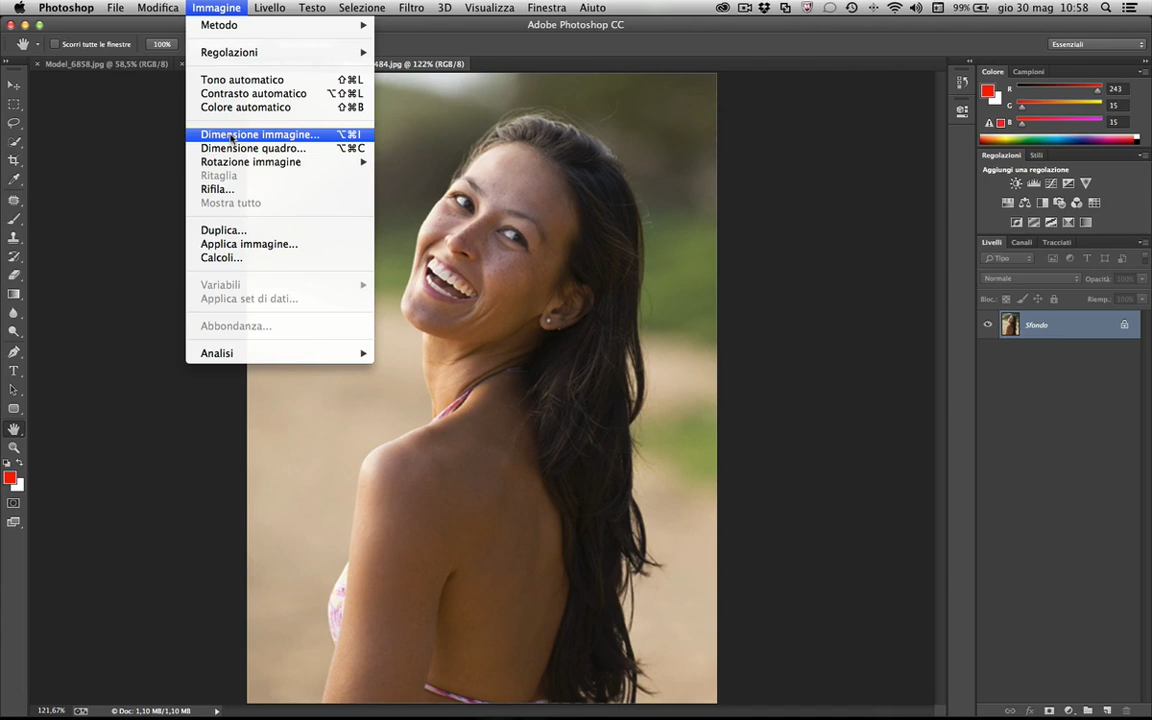 Photoshop File Modifica Immagine Livello Testo Selezione Filtro 3D Visualizza Finestra Aiuto 99% gio 30 mag 10:58
Adobe Photoshop CC
Scorri tutte le finestre 100% Essenziali
Model_6858.jpg @ 58,5% (RGB/8) 484.jpg @ 122% (RGB/8)
Metodo
Regolazioni
Tono automatico ⇧⌘L
Contrasto automatico ⌥⇧⌘L
Colore automatico ⇧⌘B
Dimensione immagine... ⌥⌘I
Dimensione quadro... ⌥⌘C
Rotazione immagine
Ritaglia
Rifila...
Mostra tutto
Duplica...
Applica immagine...
Calcoli...
Variabili
Applica set di dati...
Abbondanza...
Analisi
Colore Campioni
R 243
G 15
B 15
Regolazioni Stili
Aggiungi una regolazione
Livelli Canali Tracciati
Tipo
Normale Opacità: 100%
Bloc.: Riemp.: 100%
Sfondo
121,67% Doc: 1,10 MB/1,10 MB